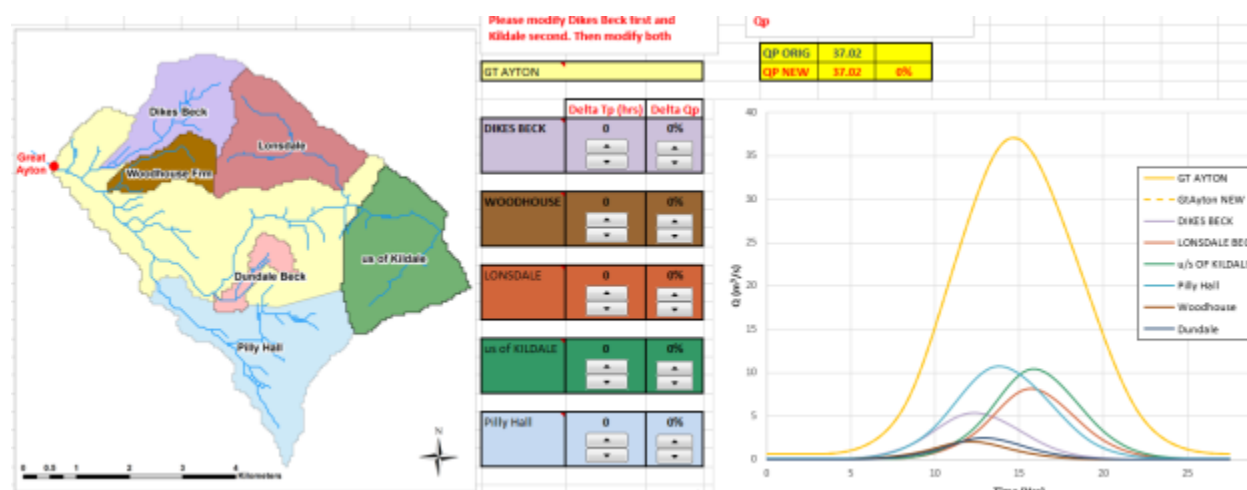 Please modify Dikes Beck first and
Kildale second. Then modify both
Qp
QP ORIG 37.02
QP NEW 37.02 0%
GT AYTON
Delta Tp (hrs) Delta Qp
DIKES BECK 0 0%
WOODHOUSE 0 0%
LONSDALE 0 0%
us of KILDALE 0 0%
Pilly Hall 0 0%
Dikes Beck
Lonsdale
Great
Ayton
Woodhouse Frm
us of Kildale
Dundale Beck
Pilly Hall
N
0 0.5 1 2 3 4
Kilometers
40
35
30
25
20
15
10
5
0
Q (m³/s)
0 5 10 15 20 25
Time (Hrs)
GT AYTON
GtAyton NEW
DIKES BECK
LONSDALE BEC
u/s OF KILDALE
Pilly Hall
Woodhouse
Dundale